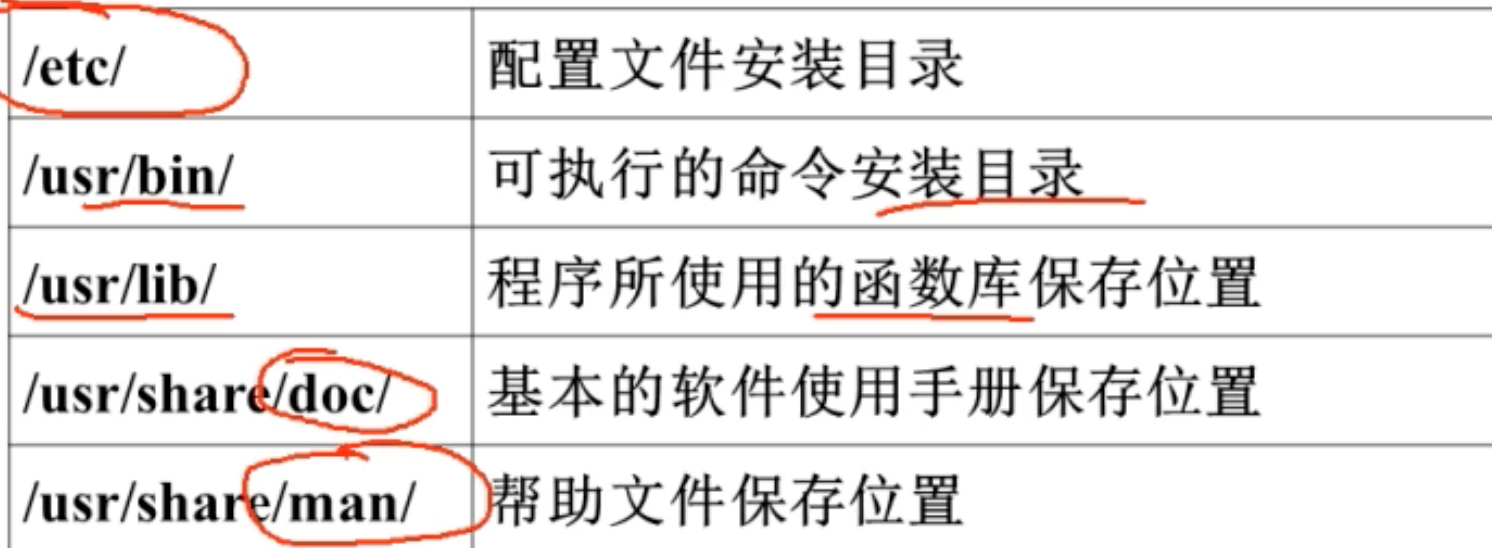 /etc/ 配置文件安装目录
/usr/bin/ 可执行的命令安装目录
/usr/lib/ 程序所使用的函数库保存位置
/usr/share/doc/ 基本的软件使用手册保存位置
/usr/share/man/ 帮助文件保存位置